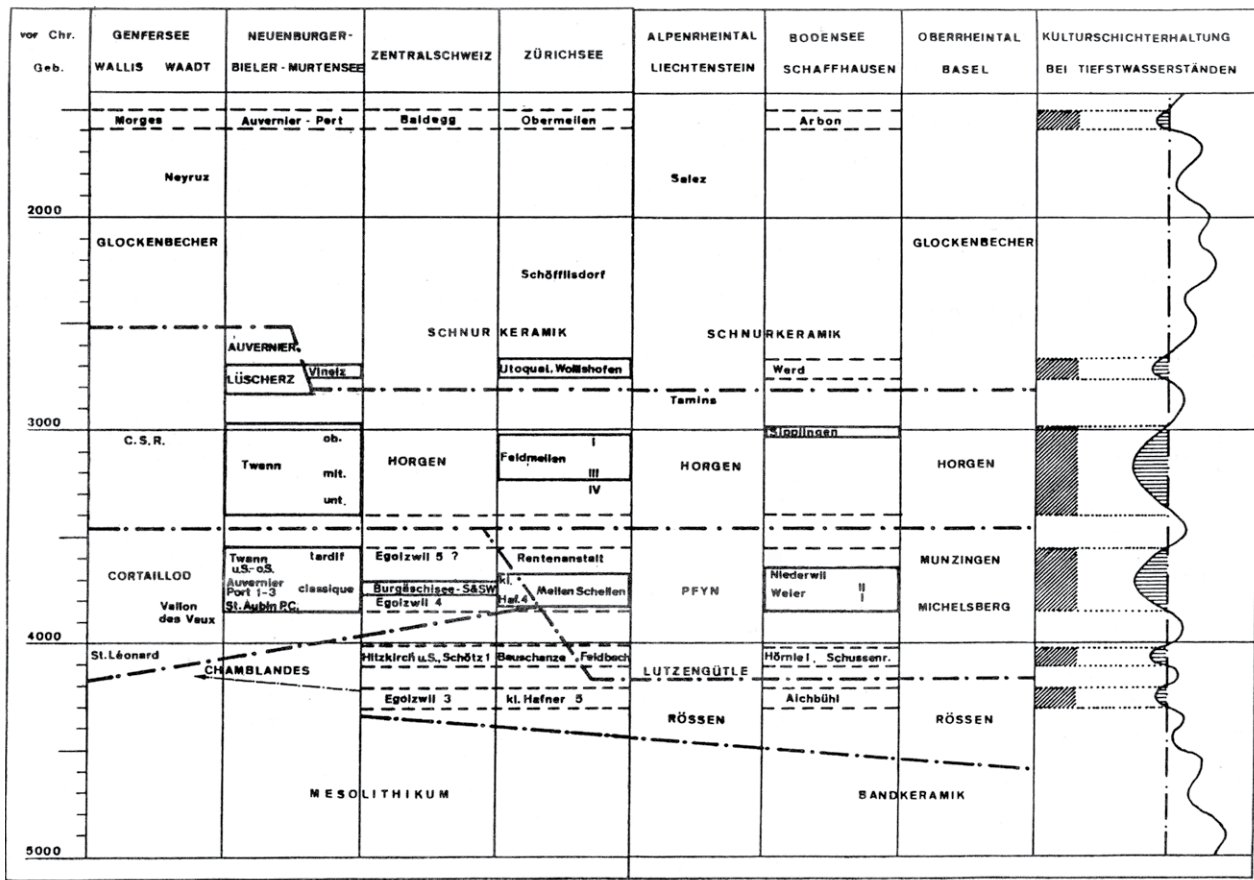 vor Chr. GENFERSEE NEUENBURGER- ZENTRALSCHWEIZ ZÜRICHSEE ALPENRHEINTAL BODENSEE OBERRHEINTAL KULTURSCHICHTERHALTUNG
Geb. WALLIS WAADT BIELER-MURTENSEE LIECHTENSTEIN SCHAFFHAUSEN BASEL BEI TIEFSTWASSERSTÄNDEN
Morges Auvernier - Port Baldegg Obermeilen Arbon
Neyruz Salez
2000
GLOCKENBECHER GLOCKENBECHER
Schöfflisdorf
SCHNURKERAMIK SCHNURKERAMIK
AUVERNIER
LÜSCHERZ Vinelz Utoquai, Wollishofen Werd
Tamins
3000
C.S.R. ob. I Sipplingen
Twann HORGEN Feldmeilen HORGEN HORGEN
mit. III
unt. IV
Twann tardif Egolzwil 5 ? Rentenanstalt MUNZINGEN
u.S.-o.S.
CORTAILLOD Auvernier classique Burgäschisee-S&SW kl. Meilen Schellen PFYN Niederwil
Port 1-3 Weier II
Vallon St. Aubin P.C. Egolzwil 4 Haf.4 I MICHELSBERG
des Vaux
4000
St. Léonard Hitzkirch u.S., Schötz 1 Bauschanze Feldbach Hörnle I, Schussenr.
CHAMBLANDES LUTZENGÜTLE
Egolzwil 3 kl. Hafner 5 Aichbühl
RÖSSEN RÖSSEN
MESOLITHIKUM BANDKERAMIK
5000